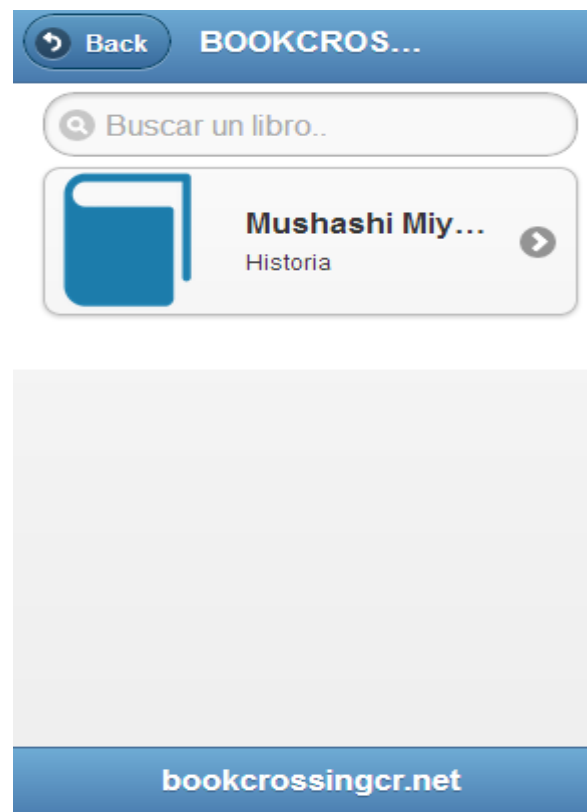 Back
BOOKCROS...
Buscar un libro..
Mushashi Miy...
Historia
bookcrossingcr.net